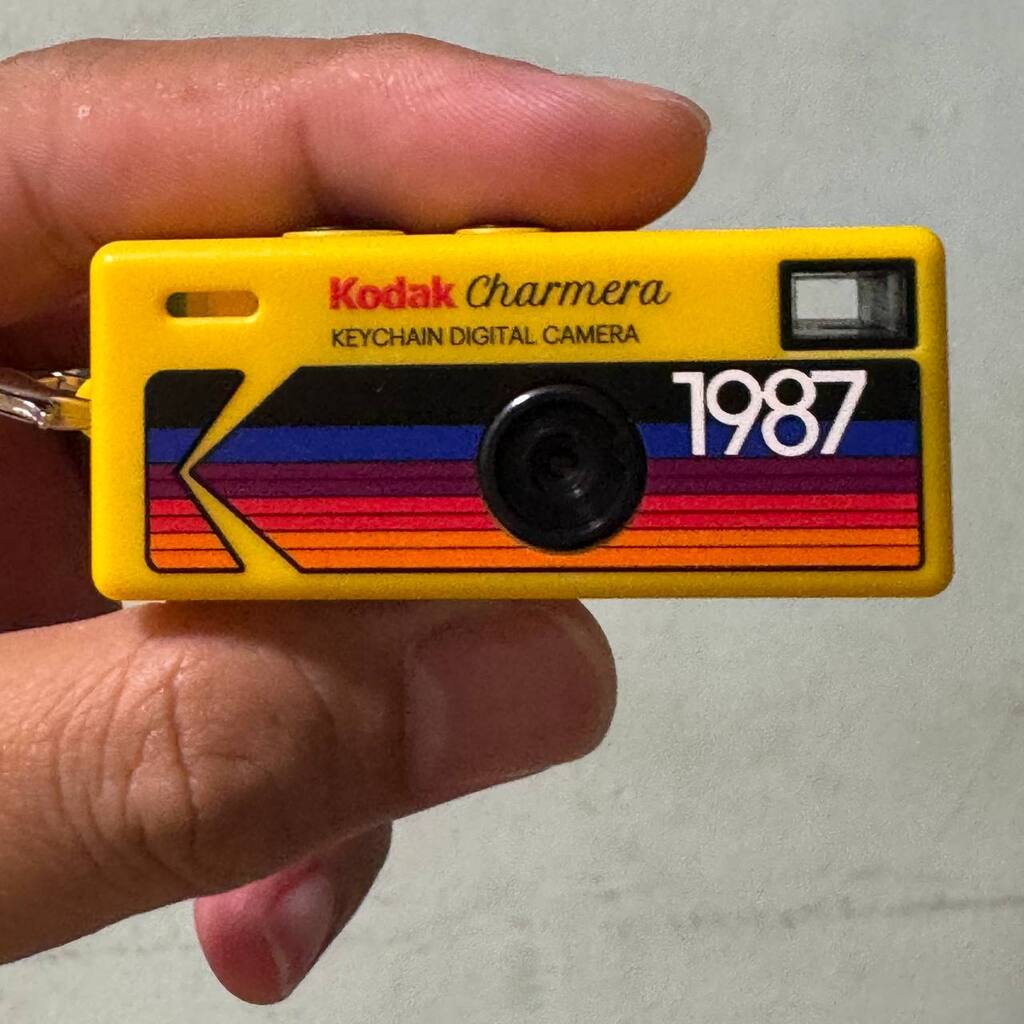 Kodak Charmera
KEYCHAIN DIGITAL CAMERA
1987